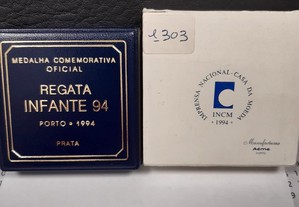 MEDALHA COMEMORATIVA
OFICIAL
REGATA
INFANTE 94
PORTO • 1994
PRATA
1303
IMPRENSA NACIONAL-CASA DA MOEDA
INCM
• 1994 •